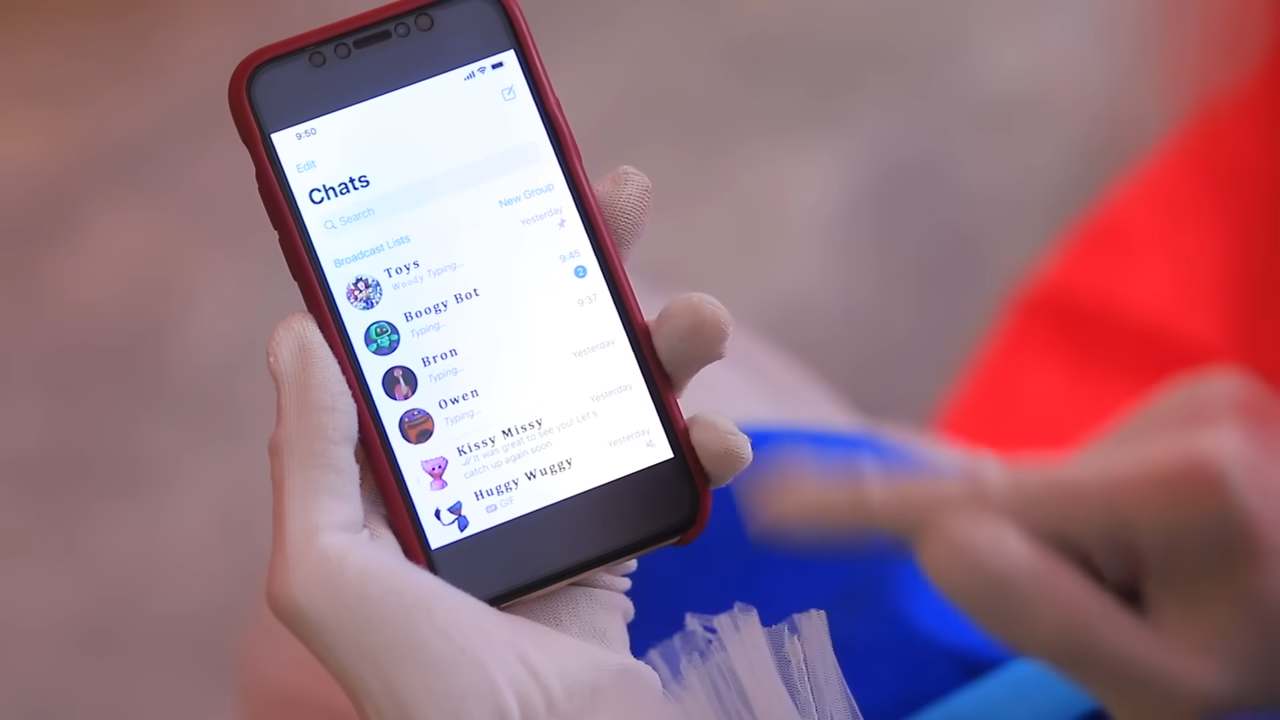 9:50
Edit
Chats
Search
Broadcast Lists
New Group
Toys
Yesterday
Woody Typing...
Boogy Bot
9:45
Typing...
2
Bron
9:37
Typing...
Owen
Yesterday
Typing...
Kissy Missy
Yesterday
It was great to see you! Let's
catch up again soon
Huggy Wuggy
Yesterday
GIF